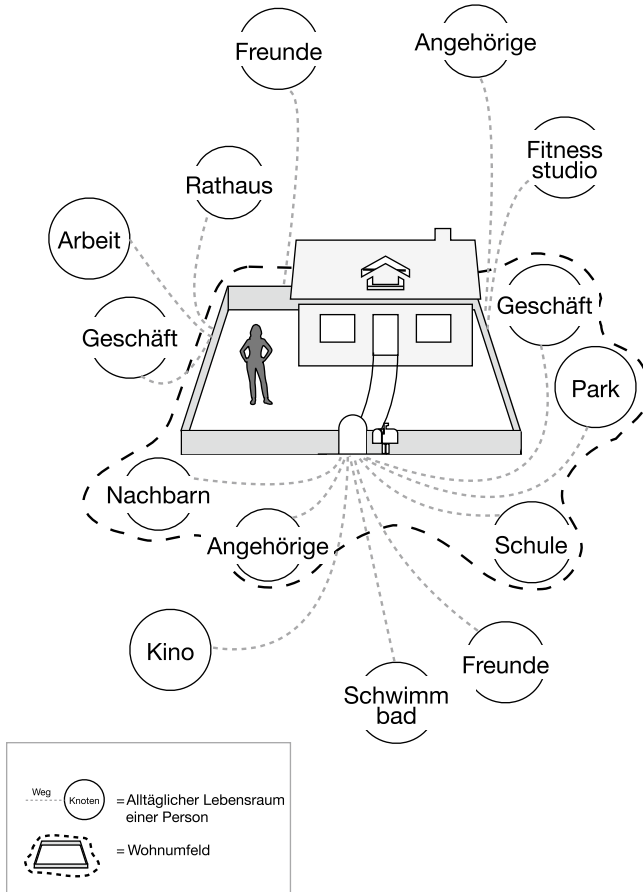 Freunde
Angehörige
Fitness
studio
Rathaus
Arbeit
Geschäft
Geschäft
Park
Nachbarn
Angehörige
Schule
Kino
Freunde
Schwimm
bad
Weg
Knoten
= Alltäglicher Lebensraum
einer Person
= Wohnumfeld